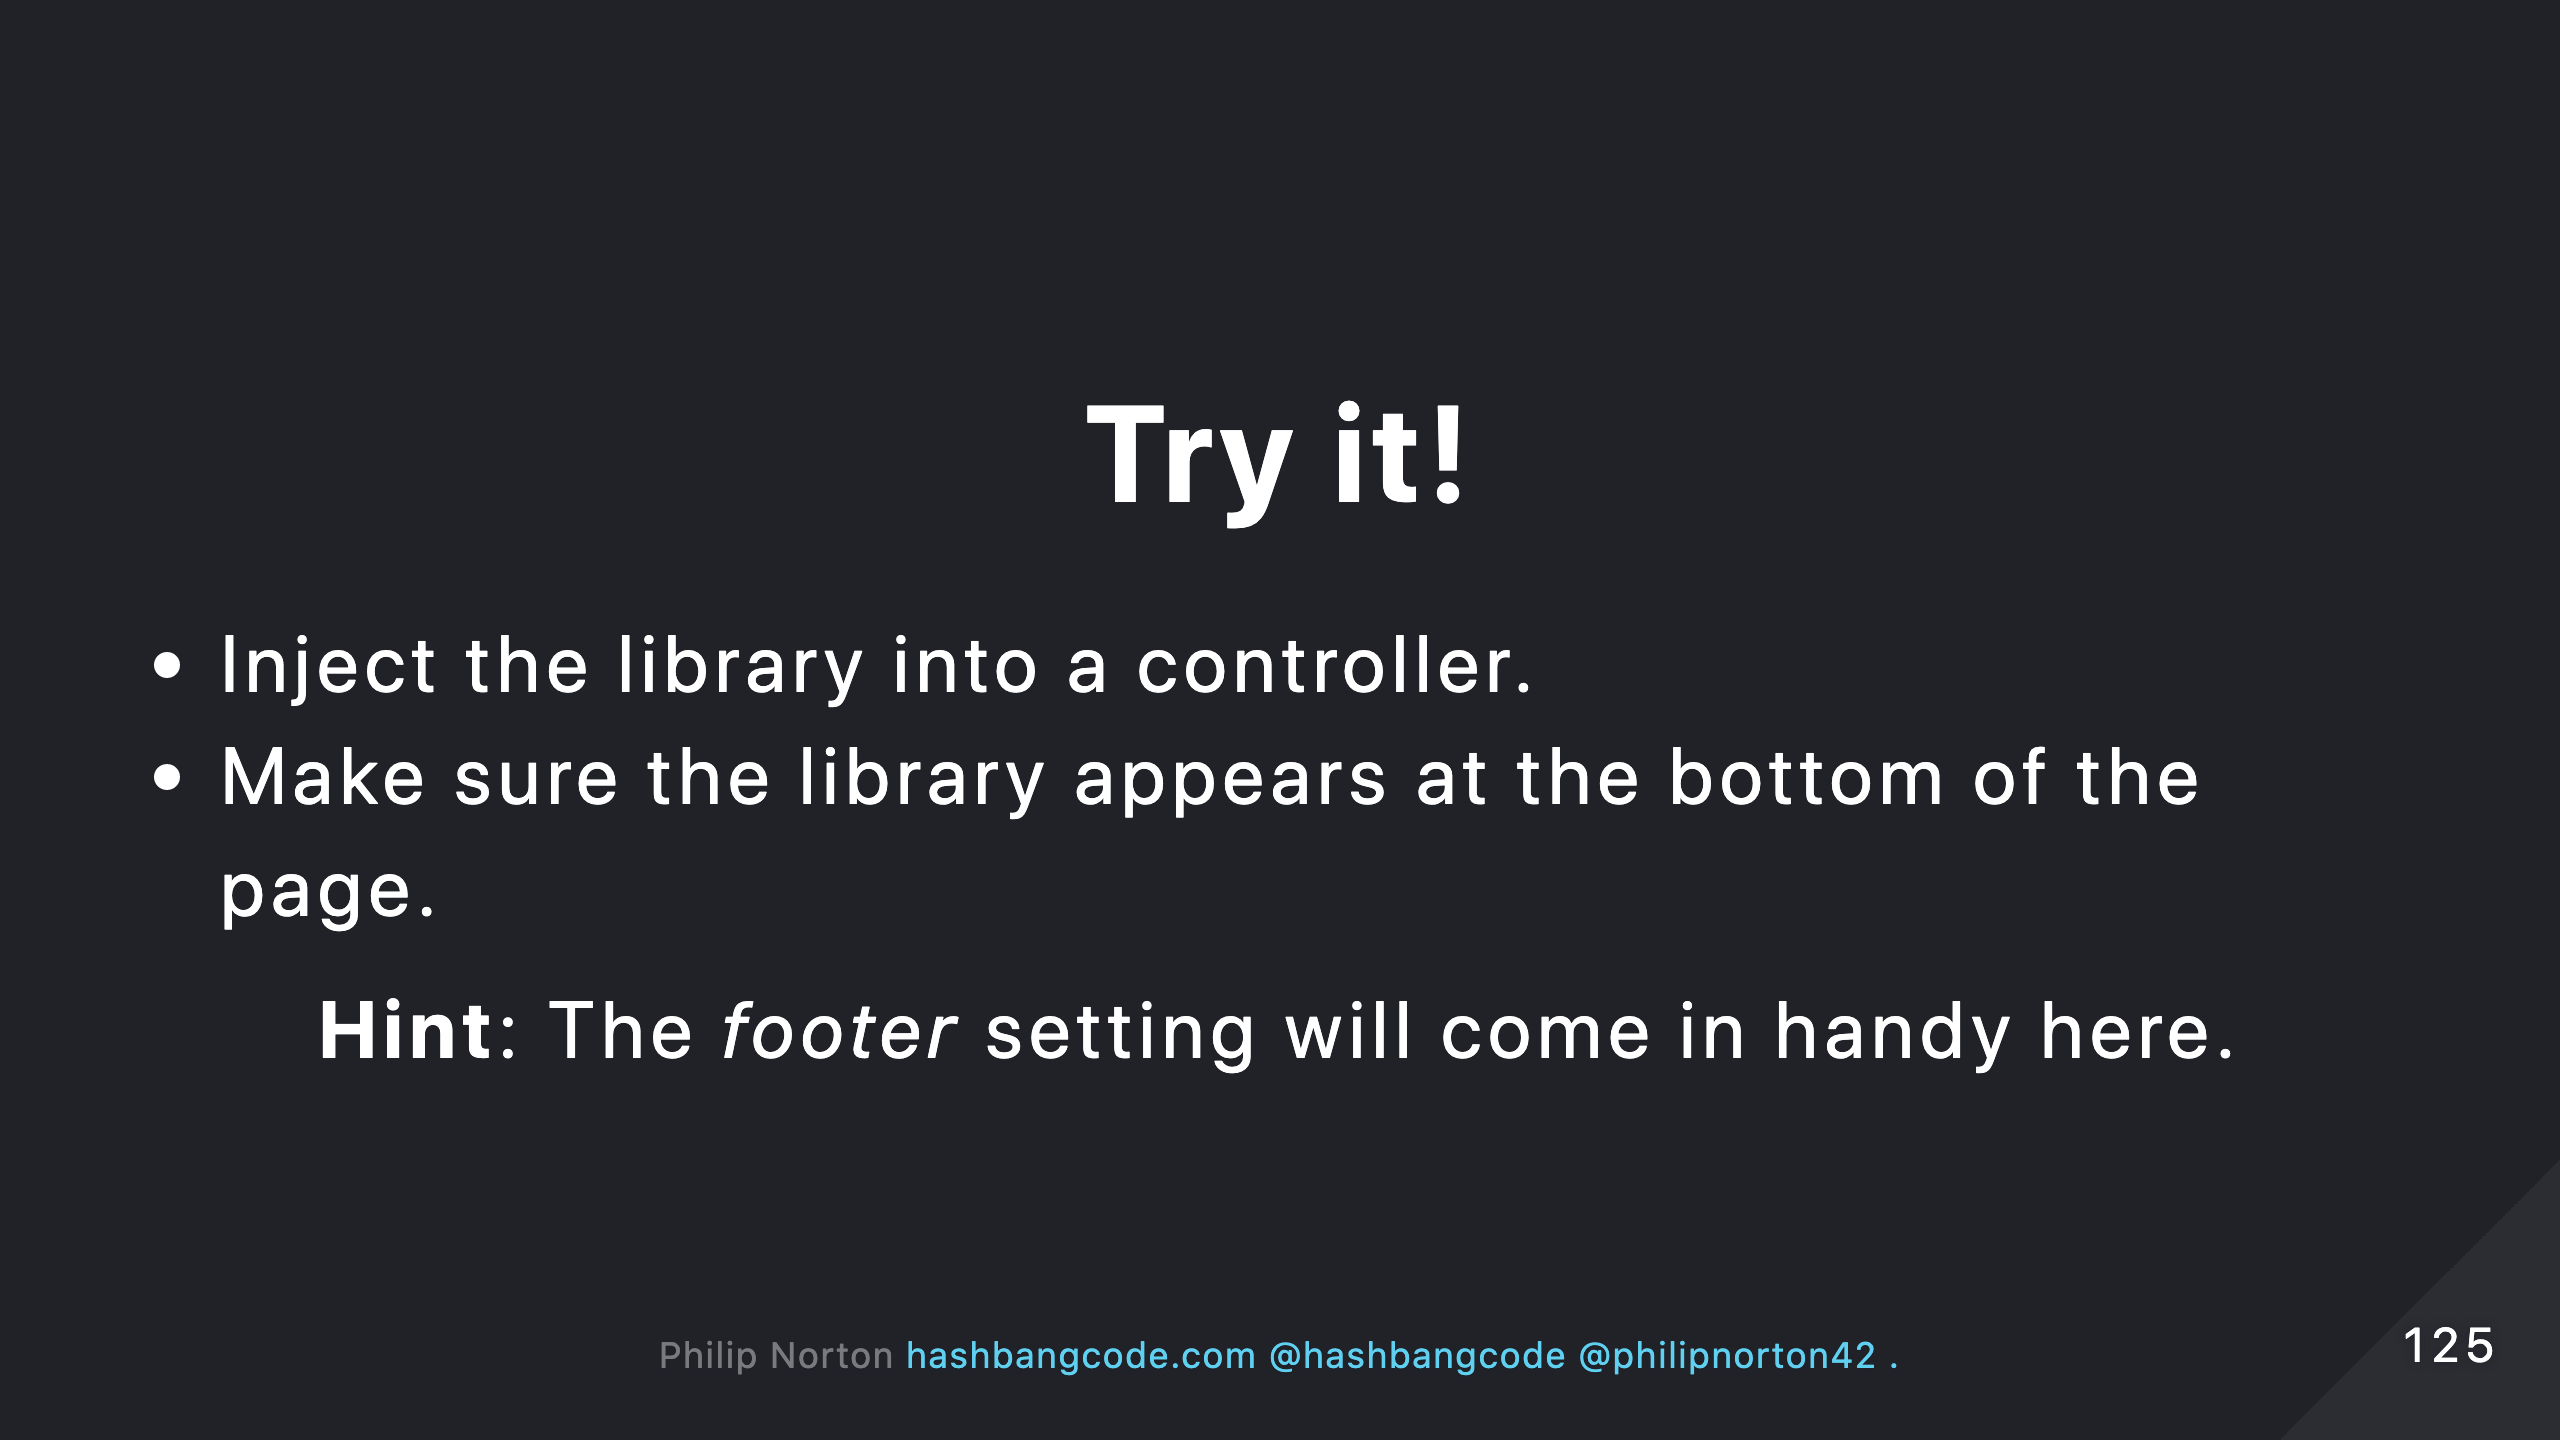 Try it!
• Inject the library into a controller.
• Make sure the library appears at the bottom of the
page.
Hint: The footer setting will come in handy here.
Philip Norton hashbangcode.com @hashbangcode @philipnorton42 .
125